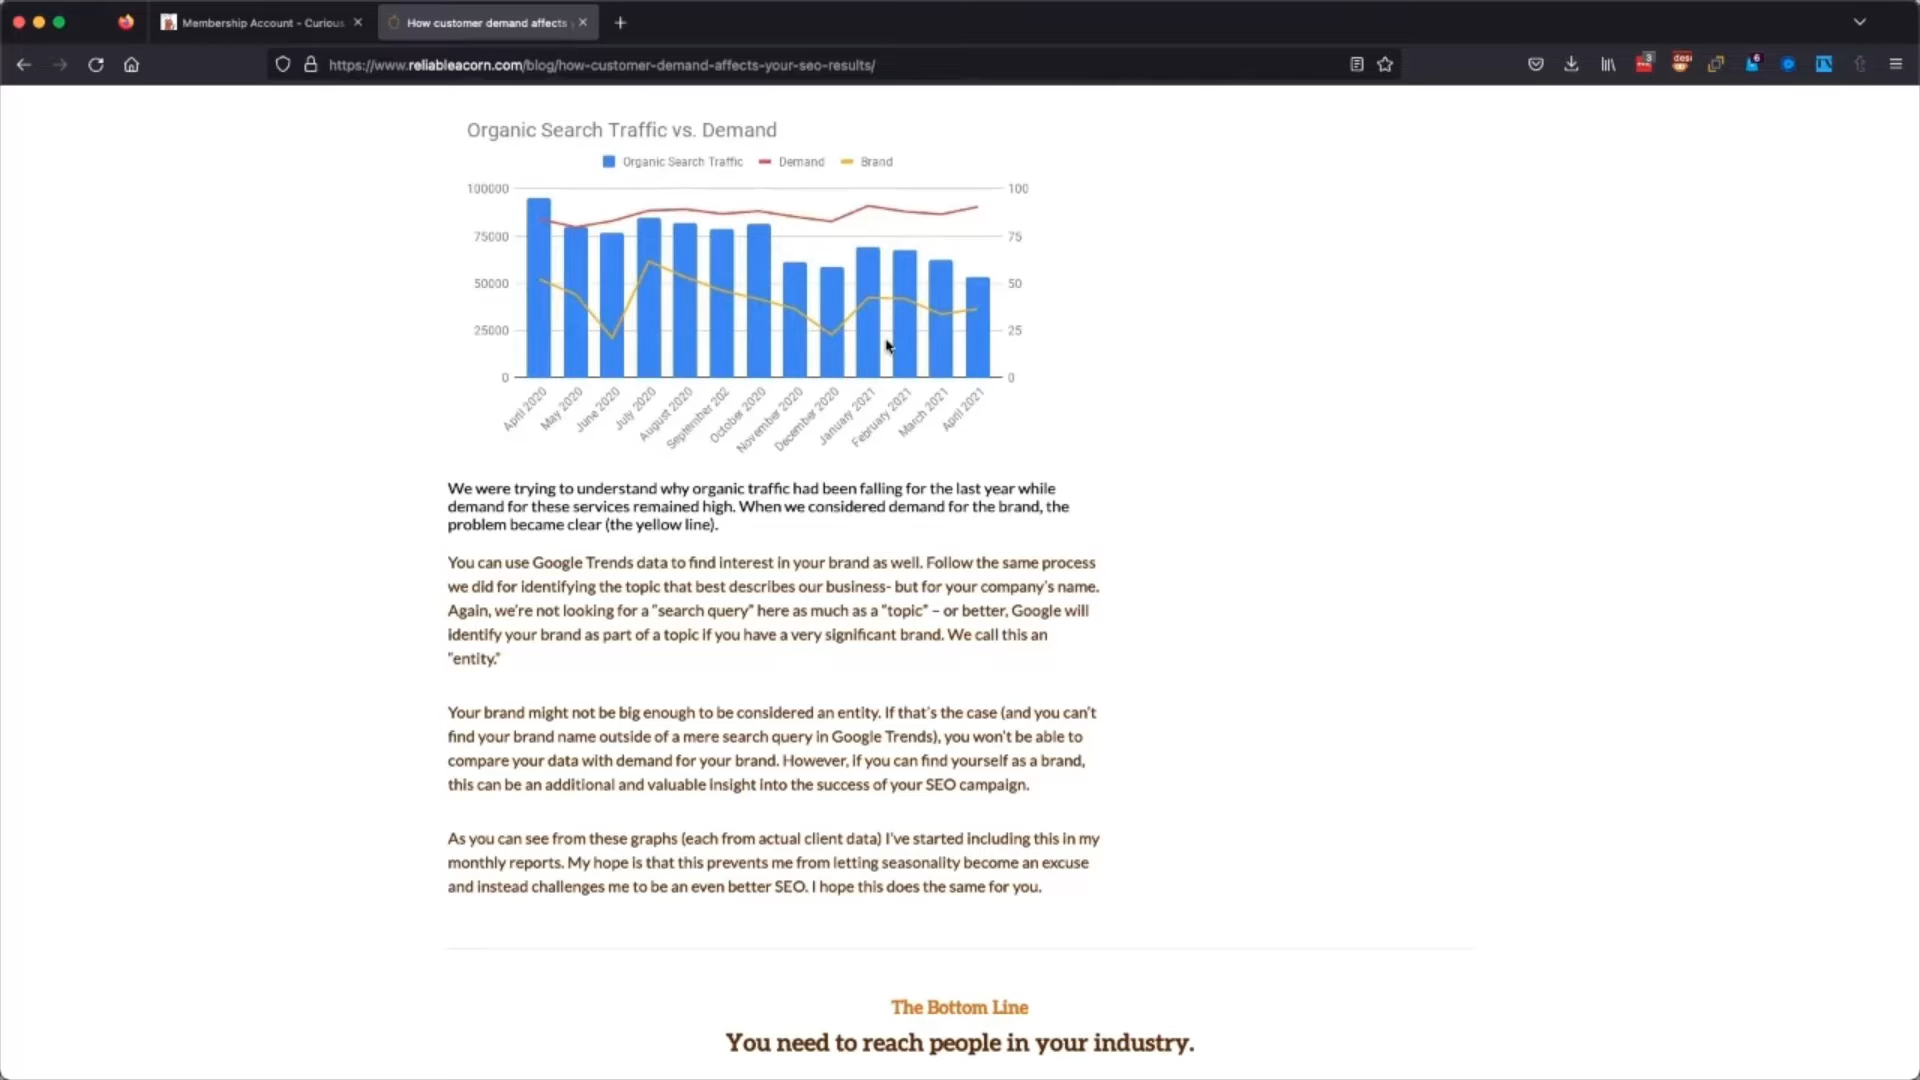 Membership Account - Curious
How customer demand affects
https://www.reliableacorn.com/blog/how-customer-demand-affects-your-seo-results/
3
desi
6
Organic Search Traffic vs. Demand
Organic Search Traffic Demand Brand
100000 100
75000 75
50000 50
25000 25
0 0
April 2020 May 2020 June 2020 July 2020 August 2020 September 202 October 2020 November 2020 December 2020 January 2021 February 2021 March 2021 April 2021
We were trying to understand why organic traffic had been falling for the last year while
demand for these services remained high. When we considered demand for the brand, the
problem became clear (the yellow line).
You can use Google Trends data to find interest in your brand as well. Follow the same process
we did for identifying the topic that best describes our business- but for your company's name.
Again, we're not looking for a "search query" here as much as a "topic" – or better, Google will
identify your brand as part of a topic if you have a very significant brand. We call this an
"entity."
Your brand might not be big enough to be considered an entity. If that's the case (and you can't
find your brand name outside of a mere search query in Google Trends), you won't be able to
compare your data with demand for your brand. However, if you can find yourself as a brand,
this can be an additional and valuable insight into the success of your SEO campaign.
As you can see from these graphs (each from actual client data) I've started including this in my
monthly reports. My hope is that this prevents me from letting seasonality become an excuse
and instead challenges me to be an even better SEO. I hope this does the same for you.
The Bottom Line
You need to reach people in your industry.